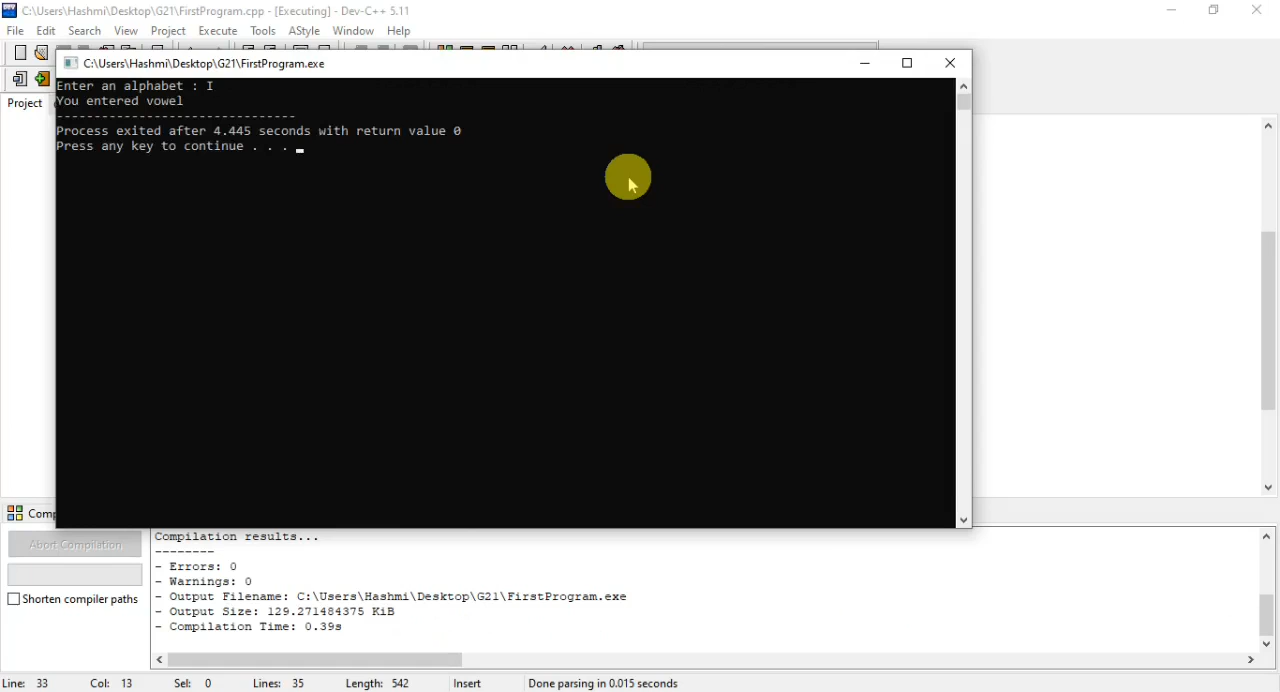 C:\Users\Hashmi\Desktop\G21\FirstProgram.cpp - [Executing] - Dev-C++ 5.11
File Edit Search View Project Execute Tools AStyle Window Help
C:\Users\Hashmi\Desktop\G21\FirstProgram.exe
Project
Enter an alphabet : I
You entered vowel
--------------------------------
Process exited after 4.445 seconds with return value 0
Press any key to continue . . .
Comp
Abort Compilation
Shorten compiler paths
Compilation results...
--------
- Errors: 0
- Warnings: 0
- Output Filename: C:\Users\Hashmi\Desktop\G21\FirstProgram.exe
- Output Size: 129.271484375 KiB
- Compilation Time: 0.39s
Line: 33 Col: 13 Sel: 0 Lines: 35 Length: 542 Insert Done parsing in 0.015 seconds